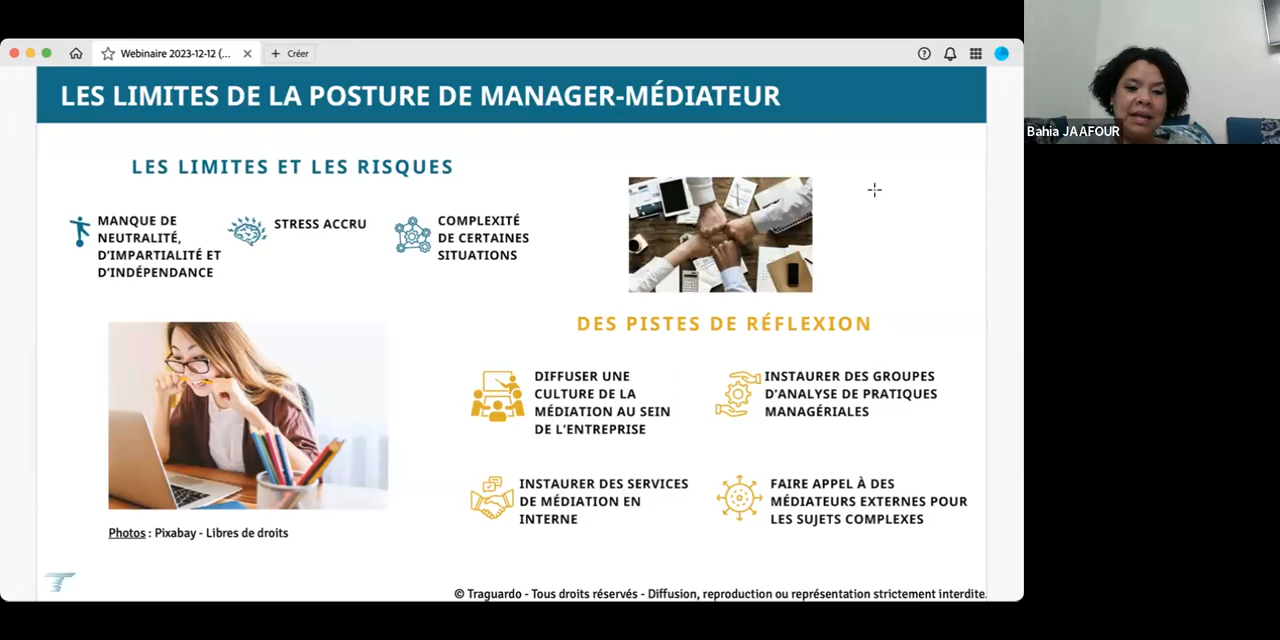 Webinaire 2023-12-12 (...
Créer
LES LIMITES DE LA POSTURE DE MANAGER-MÉDIATEUR
LES LIMITES ET LES RISQUES
MANQUE DE
NEUTRALITÉ,
D'IMPARTIALITÉ ET
D'INDÉPENDANCE
STRESS ACCRU
COMPLEXITÉ
DE CERTAINES
SITUATIONS
Bahia JAAFOUR
DES PISTES DE RÉFLEXION
DIFFUSER UNE
CULTURE DE LA
MÉDIATION AU SEIN
DE L'ENTREPRISE
INSTAURER DES GROUPES
D'ANALYSE DE PRATIQUES
MANAGÉRIALES
INSTAURER DES SERVICES
DE MÉDIATION EN
INTERNE
FAIRE APPEL À DES
MÉDIATEURS EXTERNES POUR
LES SUJETS COMPLEXES
Photos : Pixabay - Libres de droits
© Traguardo - Tous droits réservés - Diffusion, reproduction ou représentation strictement interdite.